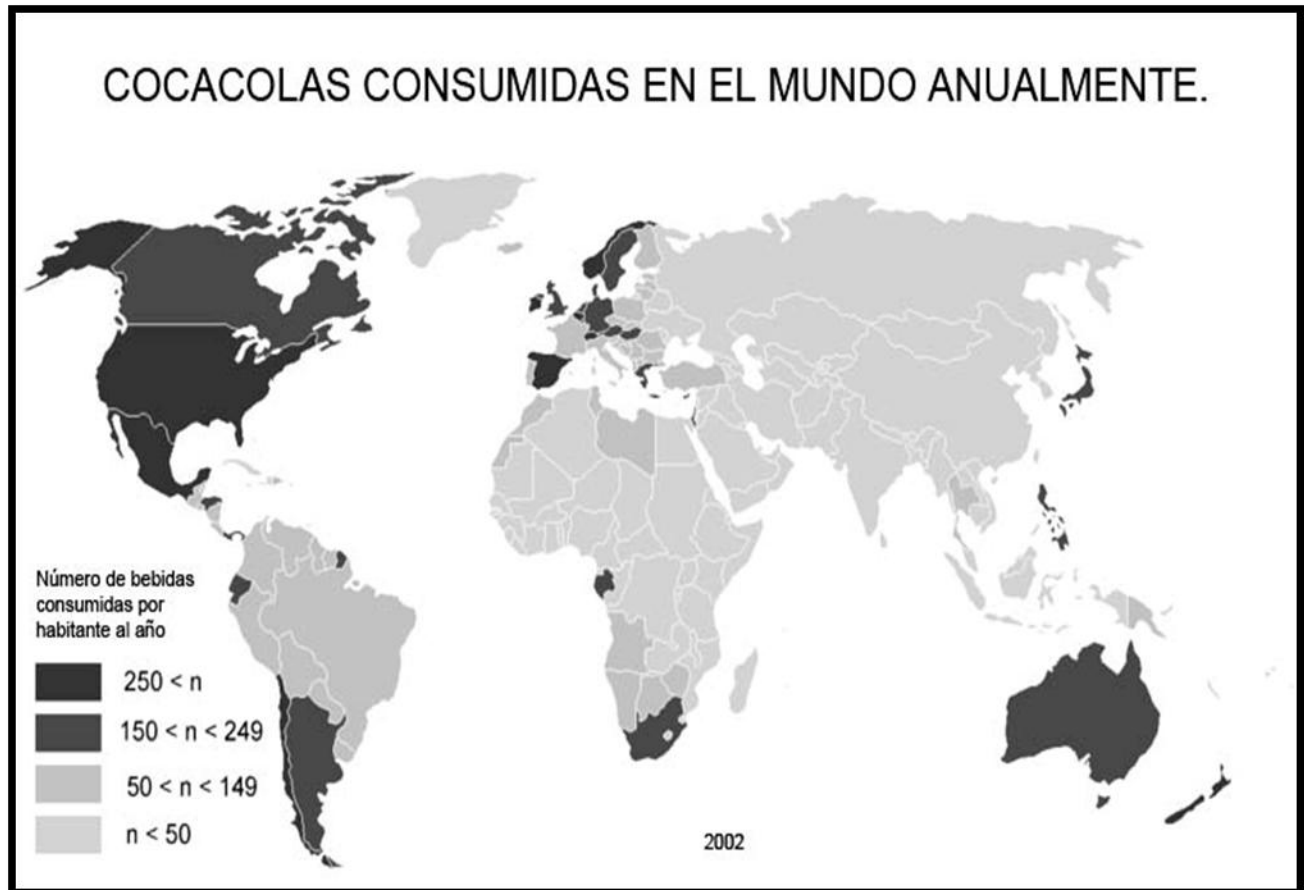 COCACOLAS CONSUMIDAS EN EL MUNDO ANUALMENTE.
Número de bebidas
consumidas por
habitante al año
250 < n
150 < n < 249
50 < n < 149
n < 50
2002